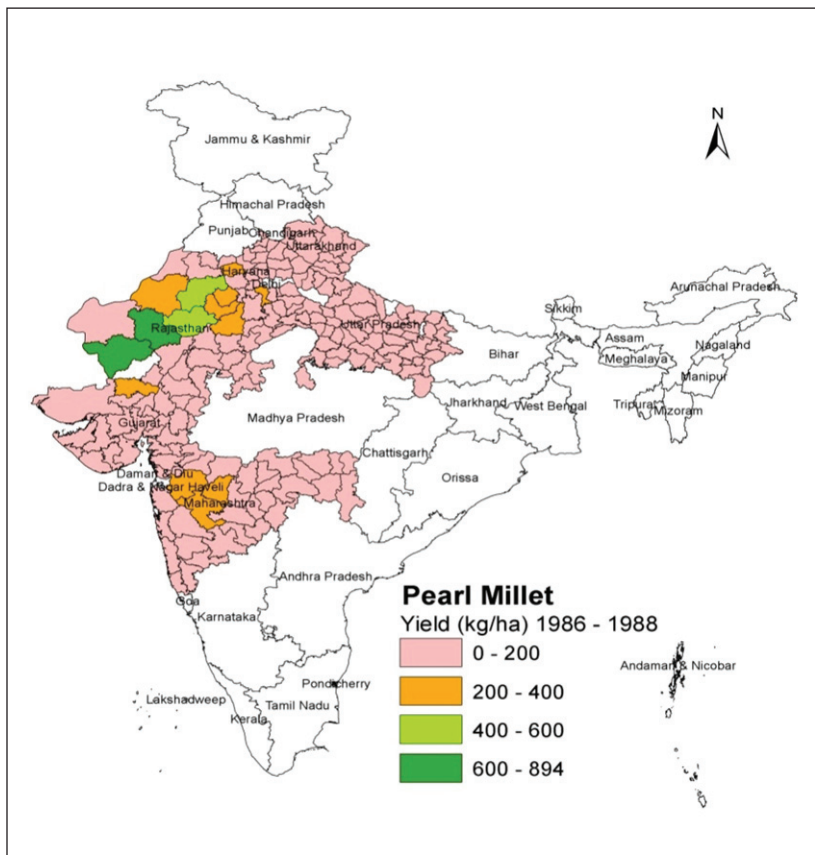 N
Jammu & Kashmir
Himachal Pradesh
Punjab
Chandigarh
Uttarakhand
Haryana
Delhi
Arunachal Pradesh
Rajasthan
Uttar Pradesh
Sikkim
Assam
Nagaland
Meghalaya
Bihar
Manipur
Gujarat
Madhya Pradesh
Jharkhand
West Bengal
Tripura
Mizoram
Chattisgarh
Orissa
Daman & Diu
Dadra & Nagar Haveli
Maharashtra
Andhra Pradesh
Goa
Karnataka
Pearl Millet
Yield (kg/ha) 1986 - 1988
0 - 200
Andaman & Nicobar
Pondicherry
200 - 400
Lakshadweep
Tamil Nadu
Kerala
400 - 600
600 - 894